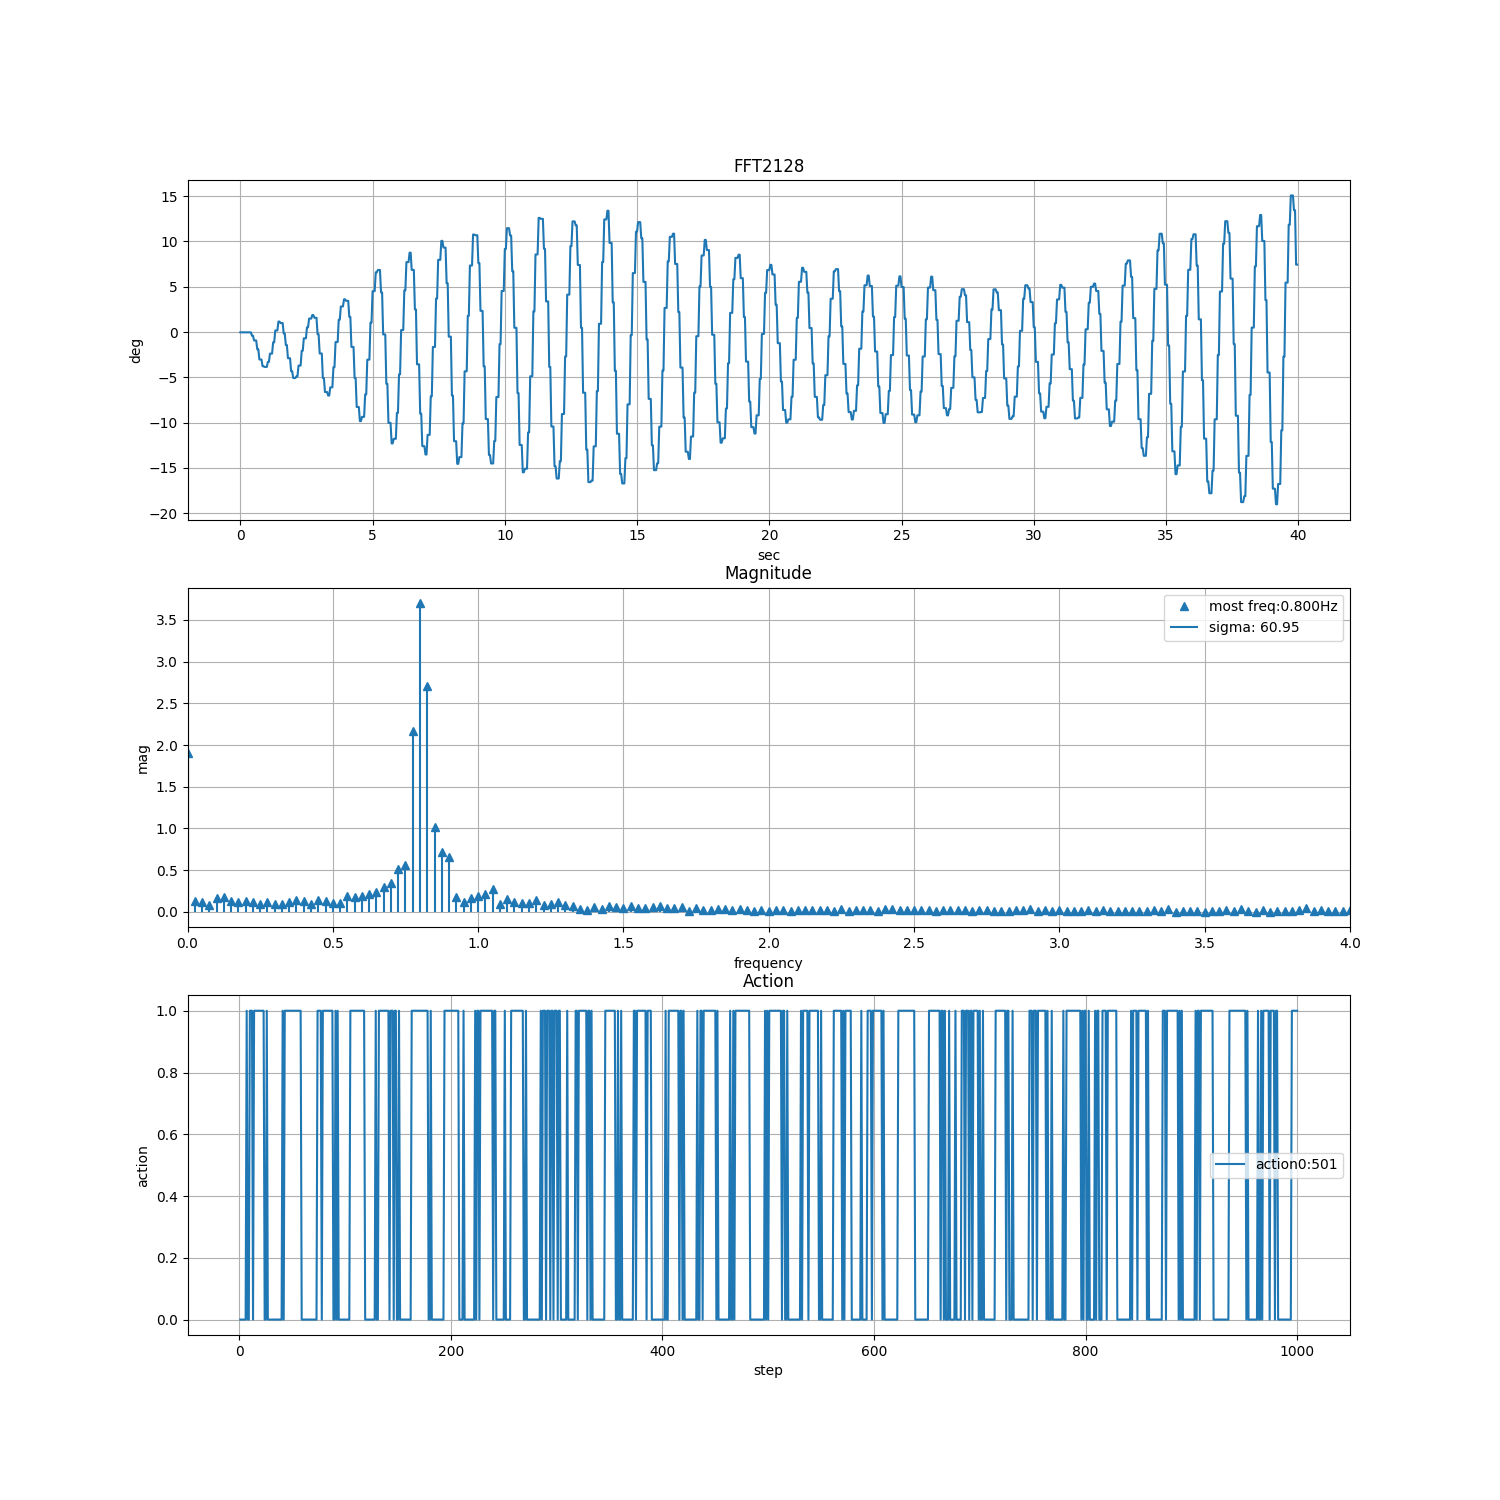 FFT2128
15
10
5
0
−5
−10
−15
−20
deg
0 5 10 15 20 25 30 35 40
sec
Magnitude
3.5
3.0
2.5
2.0
1.5
1.0
0.5
0.0
mag
most freq:0.800Hz
sigma: 60.95
0.0 0.5 1.0 1.5 2.0 2.5 3.0 3.5 4.0
frequency
Action
1.0
0.8
0.6
0.4
0.2
0.0
action
action0:501
0 200 400 600 800 1000
step